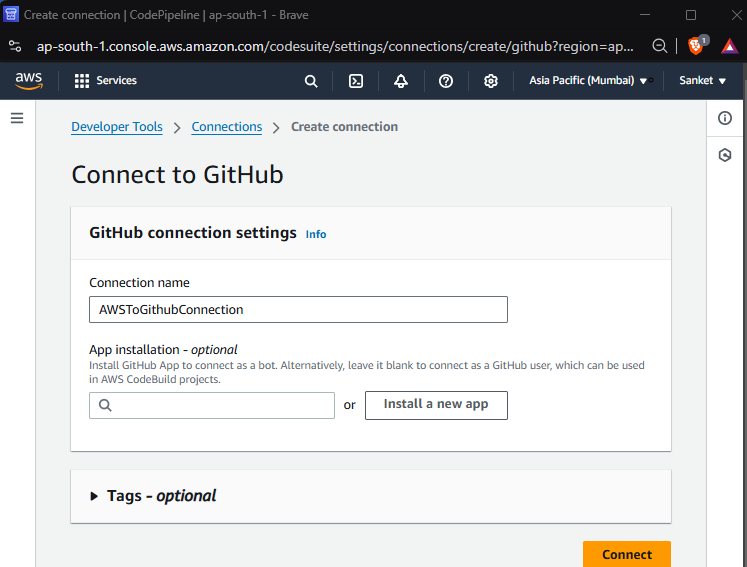 Create connection | CodePipeline | ap-south-1 - Brave
ap-south-1.console.aws.amazon.com/codesuite/settings/connections/create/github?region=ap...
1
aws
Services
Asia Pacific (Mumbai)
Sanket
Developer Tools
Connections
Create connection
Connect to GitHub
GitHub connection settings Info
Connection name
AWSToGithubConnection
App installation - optional
Install GitHub App to connect as a bot. Alternatively, leave it blank to connect as a GitHub user, which can be used
in AWS CodeBuild projects.
or
Install a new app
Tags - optional
Connect